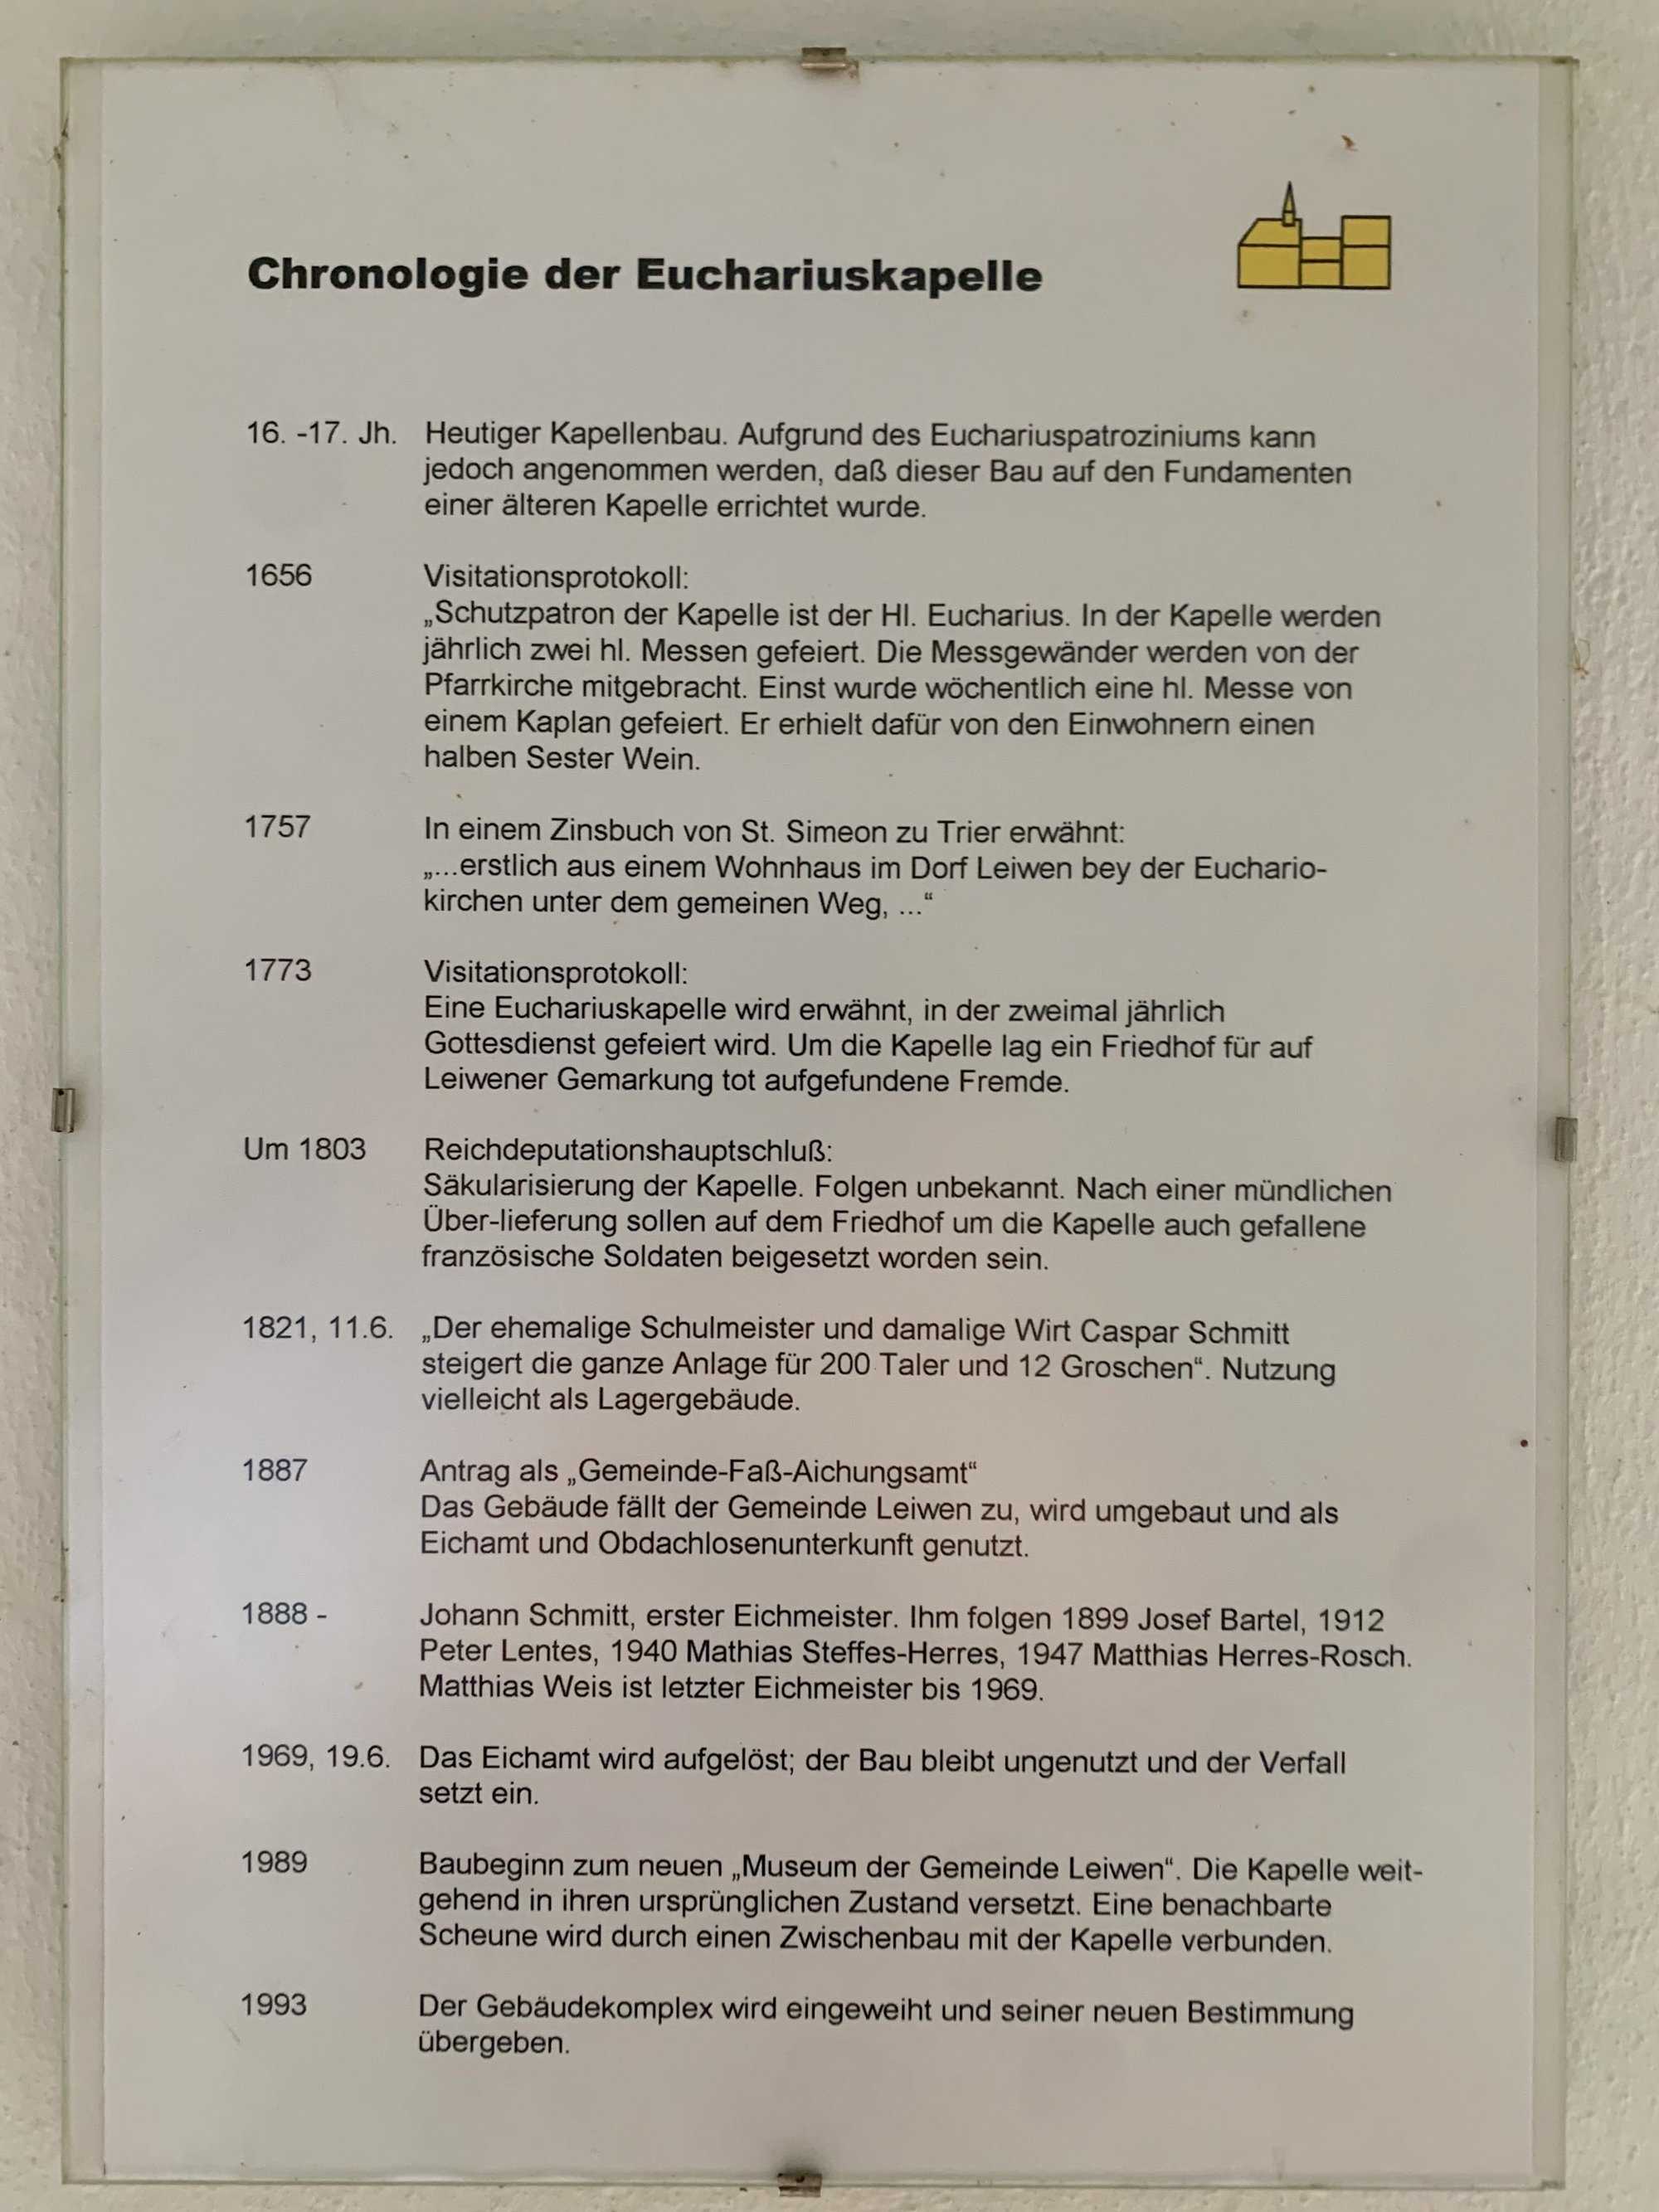 Chronologie der Euchariuskapelle
16. -17. Jh. Heutiger Kapellenbau. Aufgrund des Euchariuspatroziniums kann
jedoch angenommen werden, daß dieser Bau auf den Fundamenten
einer älteren Kapelle errichtet wurde.
1656 Visitationsprotokoll:
„Schutzpatron der Kapelle ist der Hl. Eucharius. In der Kapelle werden
jährlich zwei hl. Messen gefeiert. Die Messgewänder werden von der
Pfarrkirche mitgebracht. Einst wurde wöchentlich eine hl. Messe von
einem Kaplan gefeiert. Er erhielt dafür von den Einwohnern einen
halben Sester Wein.
1757 In einem Zinsbuch von St. Simeon zu Trier erwähnt:
„...erstlich aus einem Wohnhaus im Dorf Leiwen bey der Euchario-
kirchen unter dem gemeinen Weg, ...“
1773 Visitationsprotokoll:
Eine Euchariuskapelle wird erwähnt, in der zweimal jährlich
Gottesdienst gefeiert wird. Um die Kapelle lag ein Friedhof für auf
Leiwener Gemarkung tot aufgefundene Fremde.
Um 1803 Reichdeputationshauptschluß:
Säkularisierung der Kapelle. Folgen unbekannt. Nach einer mündlichen
Über-lieferung sollen auf dem Friedhof um die Kapelle auch gefallene
französische Soldaten beigesetzt worden sein.
1821, 11.6. „Der ehemalige Schulmeister und damalige Wirt Caspar Schmitt
steigert die ganze Anlage für 200 Taler und 12 Groschen“. Nutzung
vielleicht als Lagergebäude.
1887 Antrag als „Gemeinde-Faß-Aichungsamt“
Das Gebäude fällt der Gemeinde Leiwen zu, wird umgebaut und als
Eichamt und Obdachlosenunterkunft genutzt.
1888 - Johann Schmitt, erster Eichmeister. Ihm folgen 1899 Josef Bartel, 1912
Peter Lentes, 1940 Mathias Steffes-Herres, 1947 Matthias Herres-Rosch.
Matthias Weis ist letzter Eichmeister bis 1969.
1969, 19.6. Das Eichamt wird aufgelöst; der Bau bleibt ungenutzt und der Verfall
setzt ein.
1989 Baubeginn zum neuen „Museum der Gemeinde Leiwen“. Die Kapelle weit-
gehend in ihren ursprünglichen Zustand versetzt. Eine benachbarte
Scheune wird durch einen Zwischenbau mit der Kapelle verbunden.
1993 Der Gebäudekomplex wird eingeweiht und seiner neuen Bestimmung
übergeben.